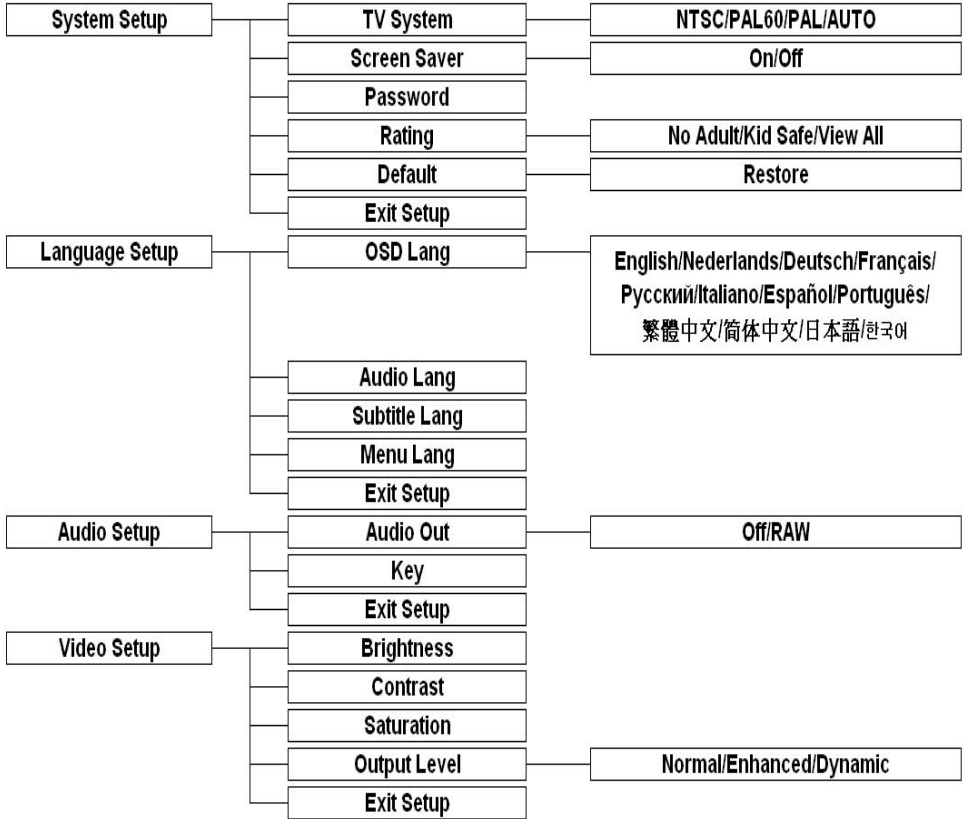 System Setup
TV System
NTSC/PAL60/PAL/AUTO
Screen Saver
On/Off
Password
Rating
No Adult/Kid Safe/View All
Default
Restore
Exit Setup
Language Setup
OSD Lang
English/Nederlands/Deutsch/Français/
Русский/Italiano/Español/Português/
繁體中文/简体中文/日本語/한국어
Audio Lang
Subtitle Lang
Menu Lang
Exit Setup
Audio Setup
Audio Out
Off/RAW
Key
Exit Setup
Video Setup
Brightness
Contrast
Saturation
Output Level
Normal/Enhanced/Dynamic
Exit Setup